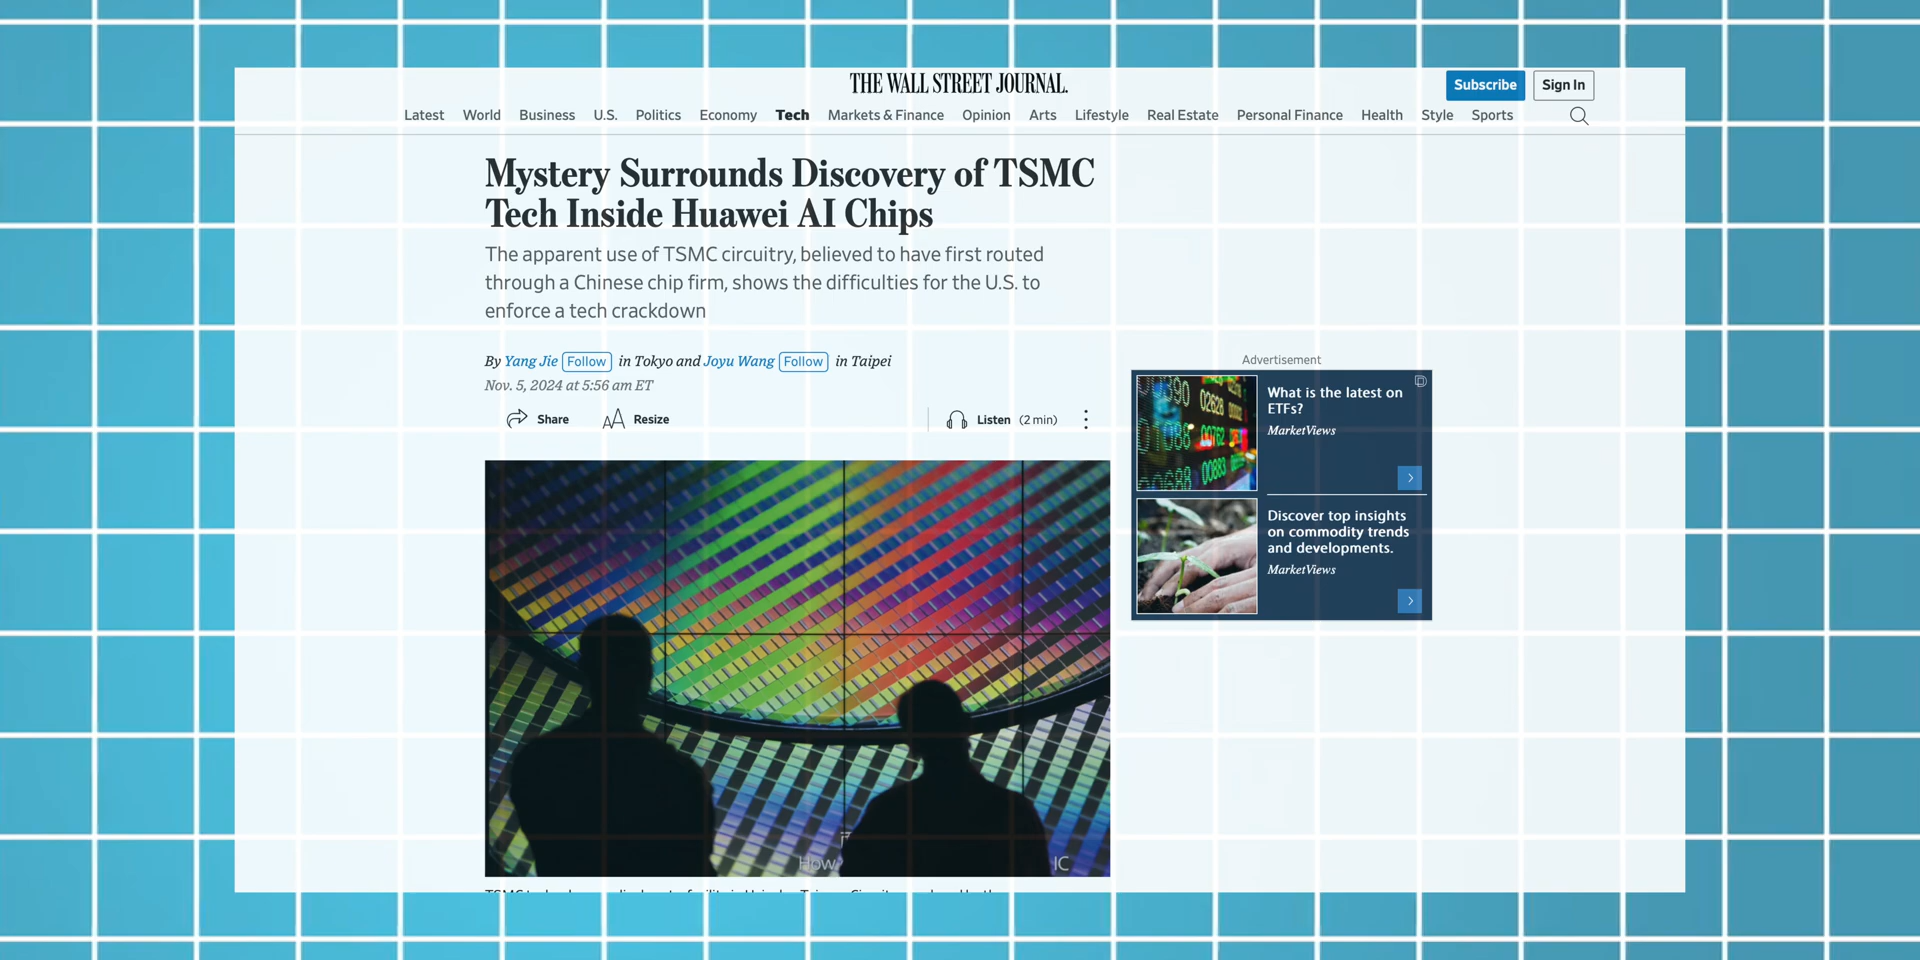 THE WALL STREET JOURNAL.
Subscribe
Sign In
Latest World Business U.S. Politics Economy Tech Markets & Finance Opinion Arts Lifestyle Real Estate Personal Finance Health Style Sports
Mystery Surrounds Discovery of TSMC
Tech Inside Huawei AI Chips
The apparent use of TSMC circuitry, believed to have first routed
through a Chinese chip firm, shows the difficulties for the U.S. to
enforce a tech crackdown
By Yang Jie Follow in Tokyo and Joyu Wang Follow in Taipei
Nov. 5, 2024 at 5:56 am ET
Share
AA Resize
Listen (2 min)
How
IC
Advertisement
What is the latest on
ETFs?
MarketViews
Discover top insights
on commodity trends
and developments.
MarketViews